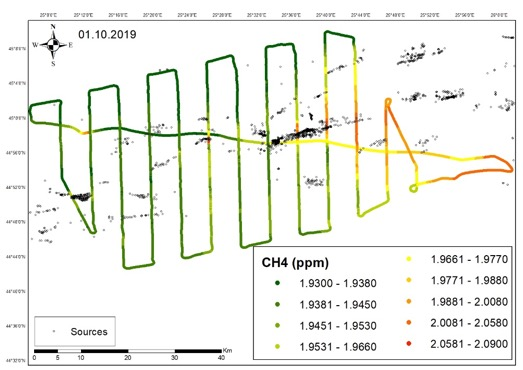 25°8'0"E 25°12'0"E 25°16'0"E 25°20'0"E 25°24'0"E 25°28'0"E 25°32'0"E 25°36'0"E 25°40'0"E 25°44'0"E 25°48'0"E 25°52'0"E 25°56'0"E 26°0'0"E
N
W E
S
01.10.2019
45°8'0"N
45°4'0"N
45°0'0"N
44°56'0"N
44°52'0"N
44°48'0"N
44°44'0"N
44°40'0"N
44°36'0"N
44°32'0"N
CH4 (ppm)
1.9300 - 1.9380
1.9381 - 1.9450
1.9451 - 1.9530
1.9531 - 1.9660
1.9661 - 1.9770
1.9771 - 1.9880
1.9881 - 2.0080
2.0081 - 2.0580
2.0581 - 2.0900
Sources
0 10 20 30 40
Km